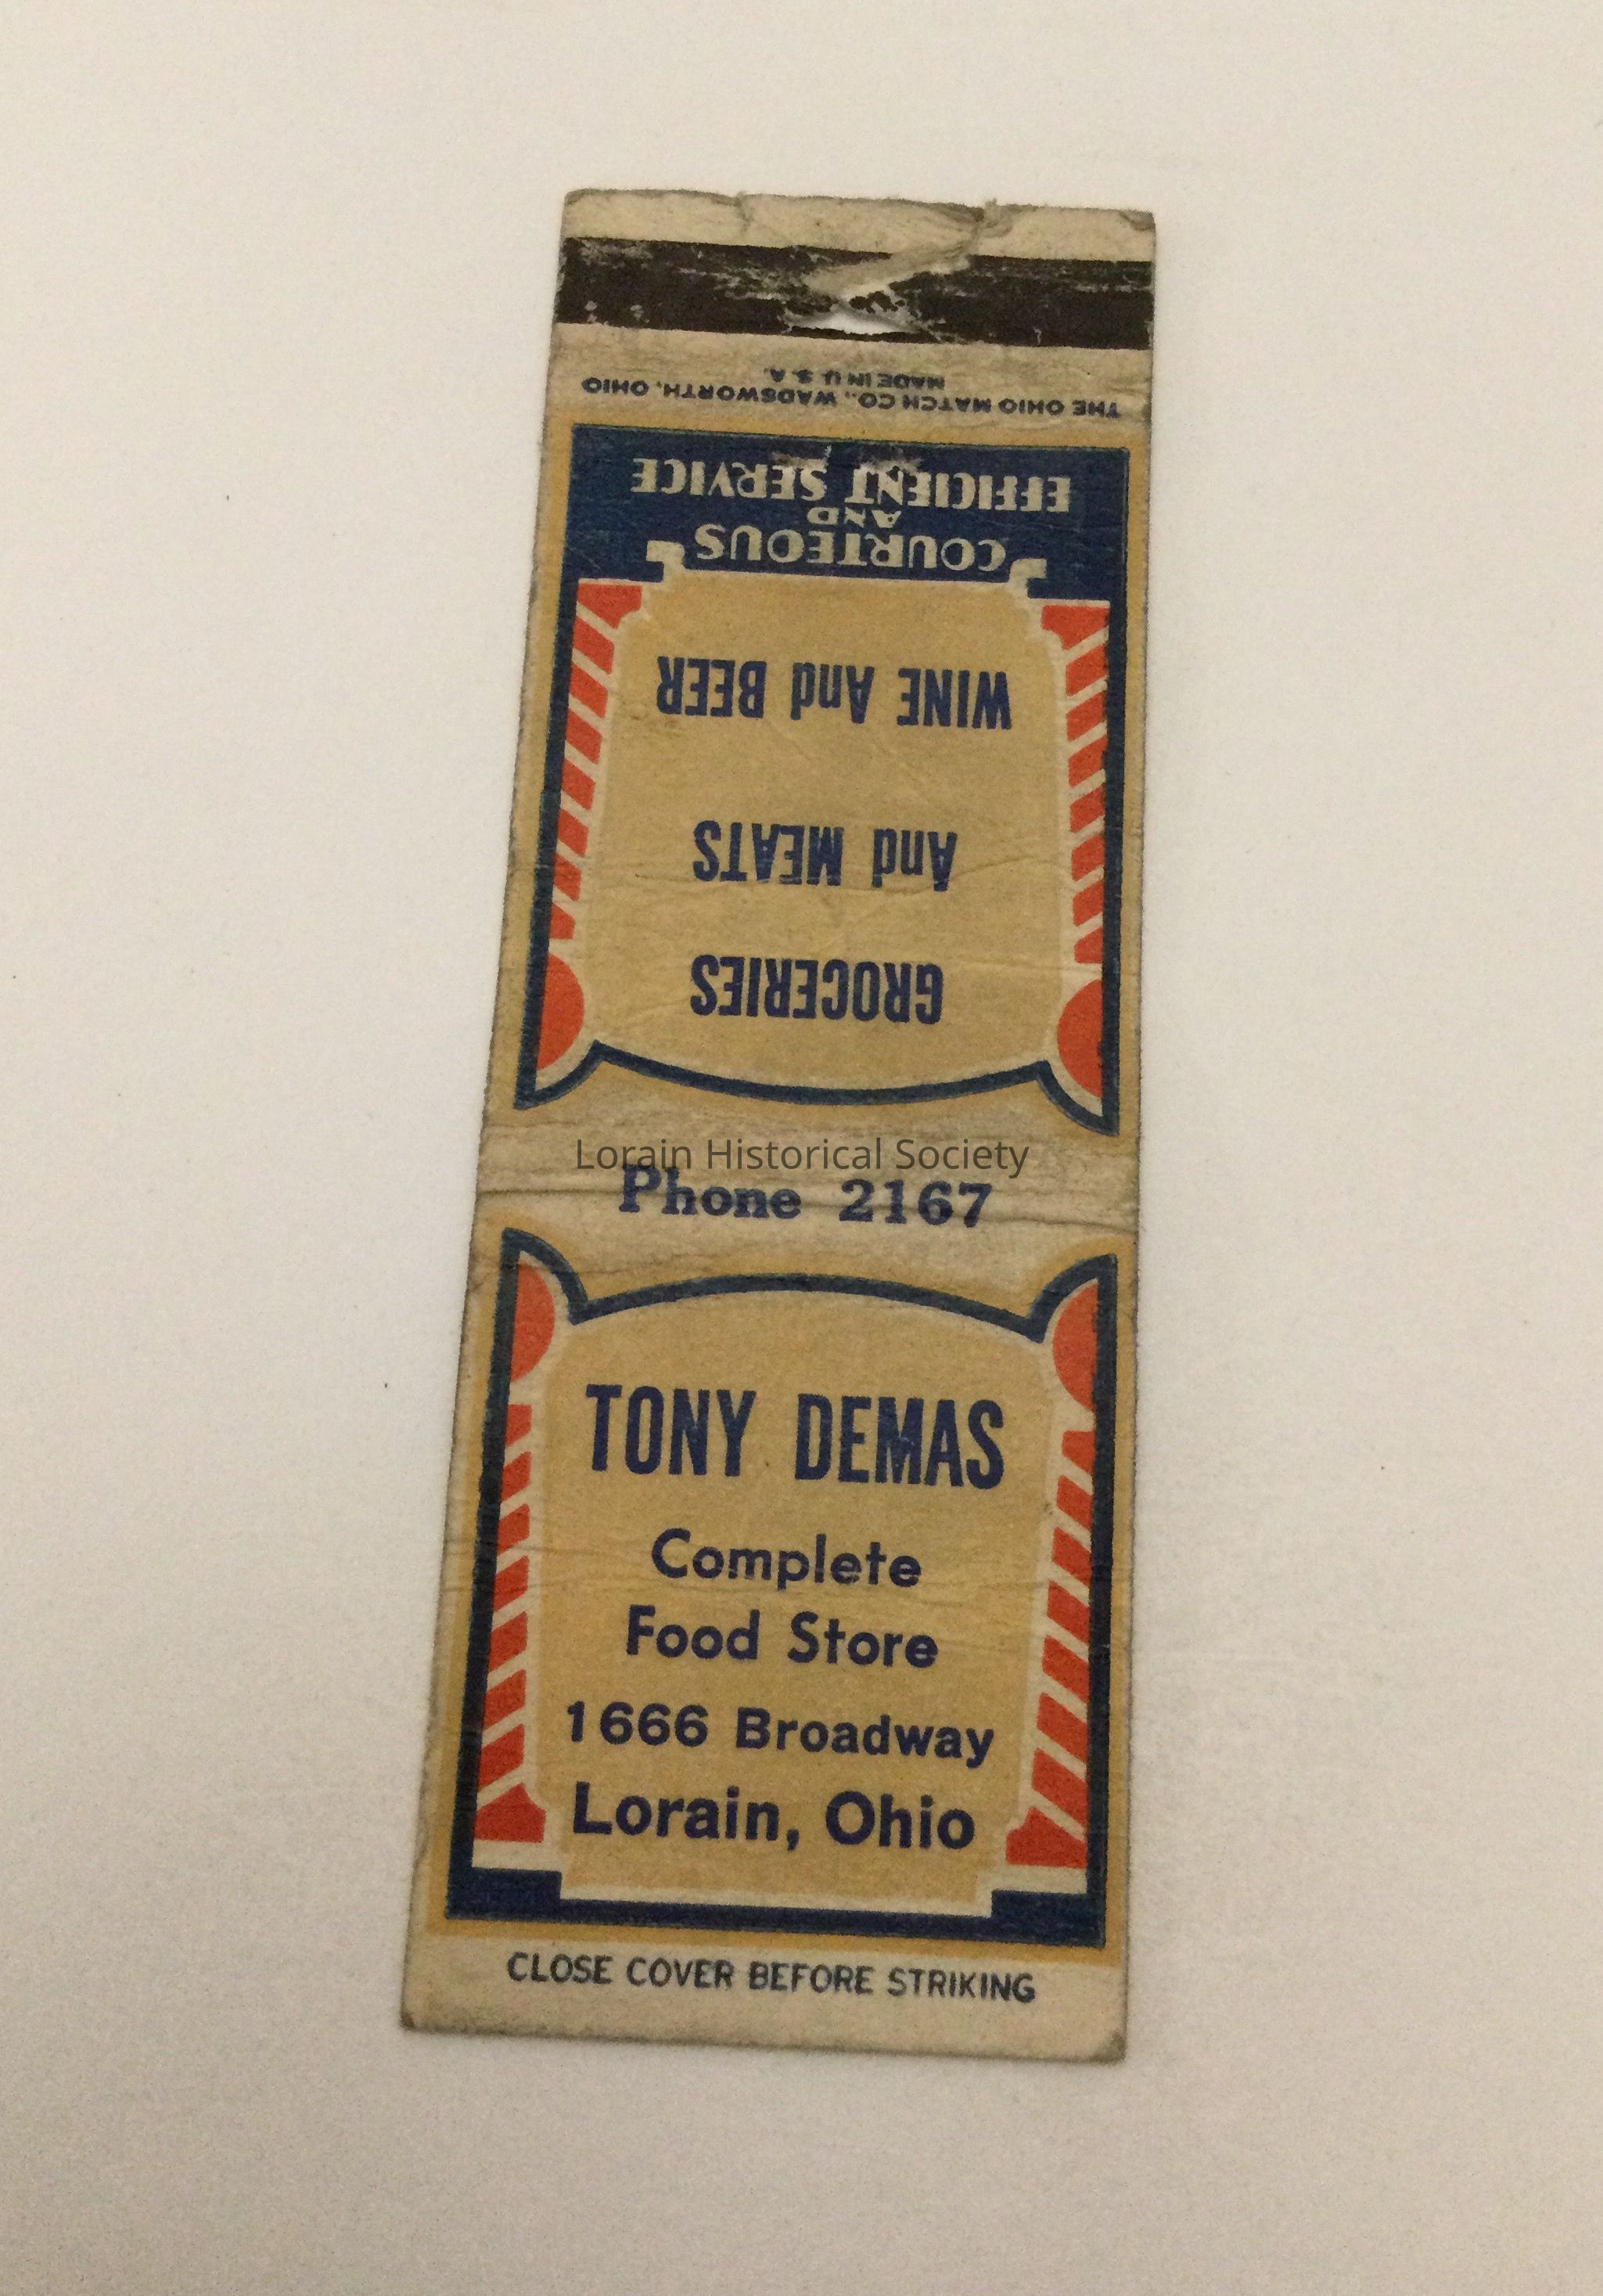 THE OHIO MATCH CO., WADSWORTH, OHIO
MADE IN U.S.A.
COURTEOUS
AND
EFFICIENT SERVICE
GROCERIES
And MEATS
WINE And BEER
Lorain Historical Society
Phone 2167
TONY DEMAS
Complete
Food Store
1666 Broadway
Lorain, Ohio
CLOSE COVER BEFORE STRIKING